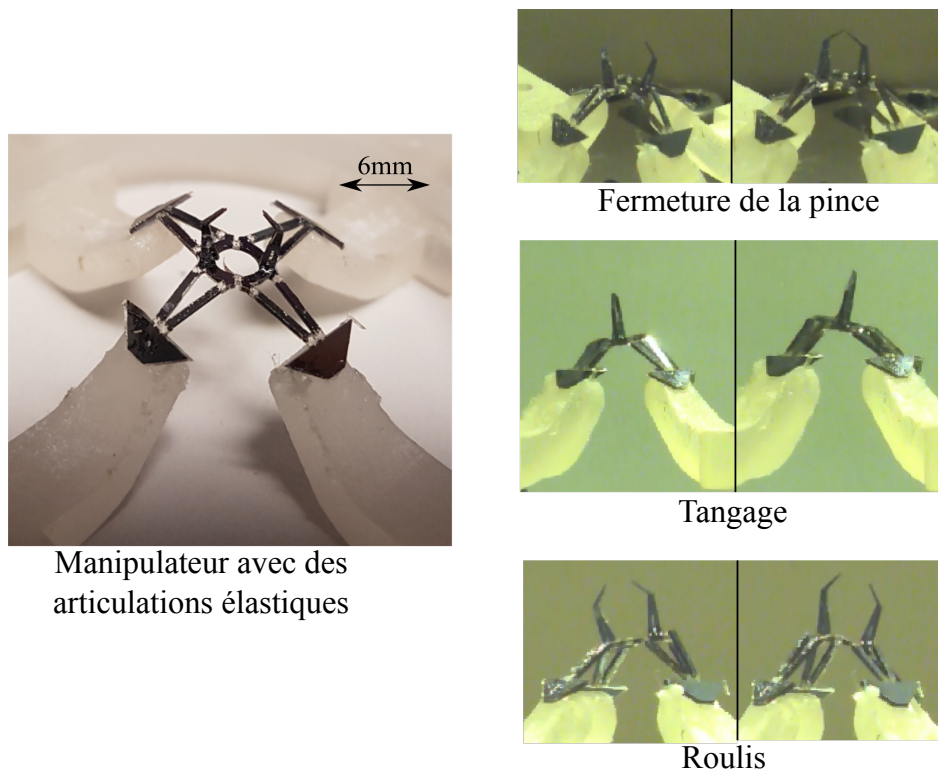 6mm
Manipulateur avec des
articulations élastiques
Fermeture de la pince
Tangage
Roulis